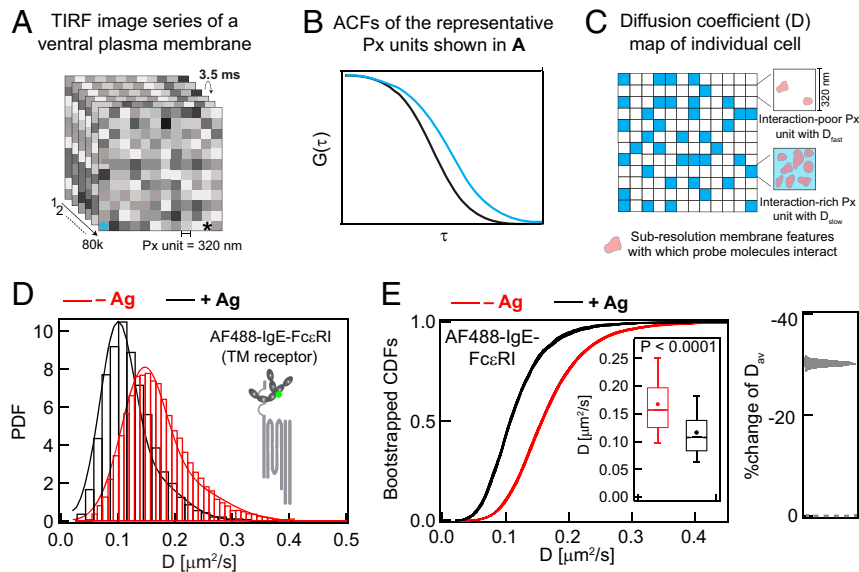 A
TIRF image series of a
ventral plasma membrane
3.5 ms
1
2
80k
*
*
Px unit = 320 nm
B
ACFs of the representative
Px units shown in A
G(τ)
τ
C
Diffusion coefficient (D)
map of individual cell
320 nm
Interaction-poor Px
unit with Dfast
Interaction-rich Px
unit with Dslow
Sub-resolution membrane features
with which probe molecules interact
D
– Ag
+ Ag
AF488-IgE-FcεRI
(TM receptor)
PDF
10
8
6
4
2
0
0.0
0.1
0.2
0.3
0.4
0.5
D [μm²/s]
E
– Ag
+ Ag
AF488-IgE-
FcεRI
Bootstrapped CDFs
1.0
0.5
0.0
0.0
0.1
0.2
0.3
0.4
D [μm²/s]
P < 0.0001
D [μm²/s]
0.25
0.20
0.15
0.10
0.05
0.00
%change of Dav
-40
-20
0